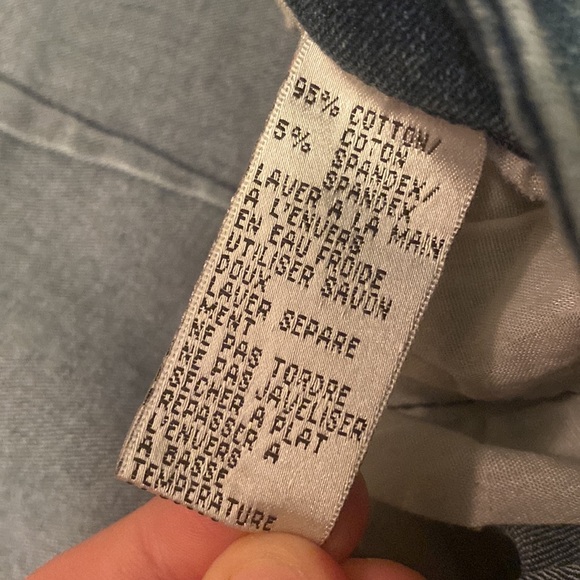 95% COTTON/
COTON
5% SPANDEX/
SPANDEX
LAVER A LA MAIN
A L'ENVERS
EN EAU FROIDE
UTILISER SAVON
DOUX
LAVER SEPARE
MENT
NE PAS TORDRE
NE PAS JAVELISER
SECHER A PLAT
REPASSER A
L'ENVERS
A BASSE
TEMPERATURE